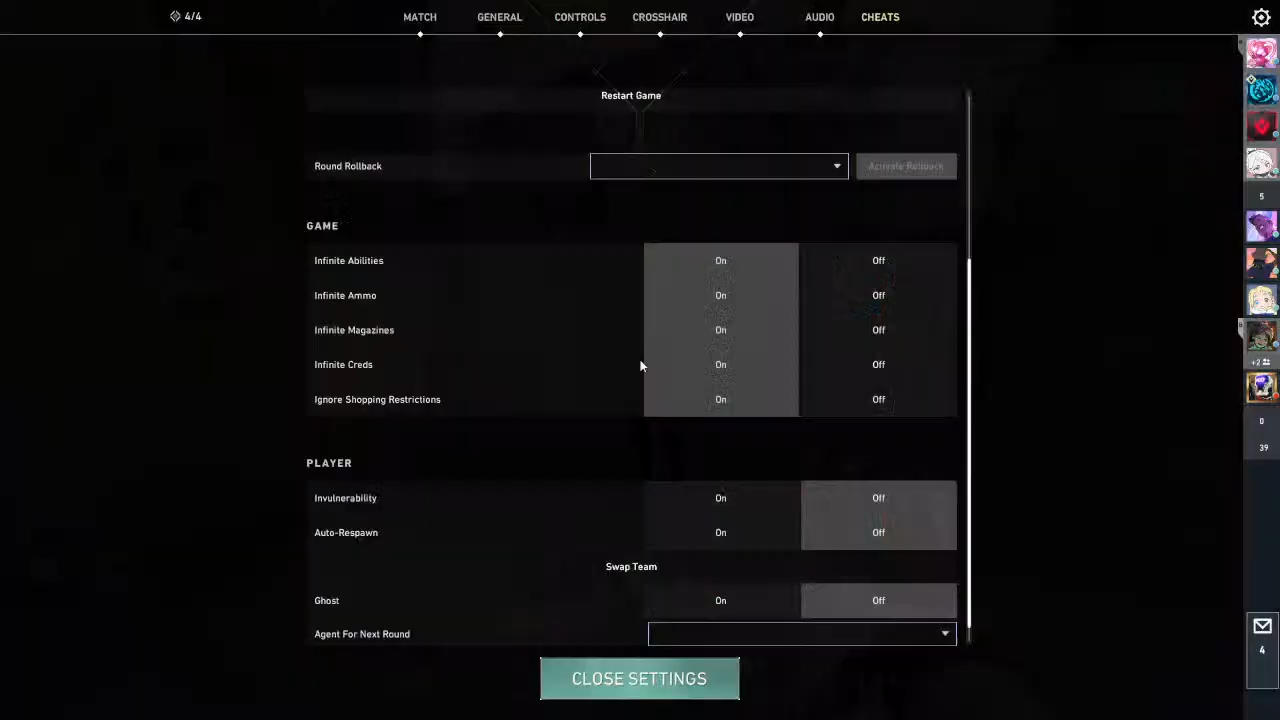 4/4 MATCH GENERAL CONTROLS CROSSHAIR VIDEO AUDIO CHEATS
Restart Game
Round Rollback Activate Rollback
GAME
Infinite Abilities On Off
Infinite Ammo On Off
Infinite Magazines On Off
Infinite Creds On Off
Ignore Shopping Restrictions On Off
PLAYER
Invulnerability On Off
Auto-Respawn On Off
Swap Team
Ghost On Off
Agent For Next Round
CLOSE SETTINGS
5
+2
0
39
4